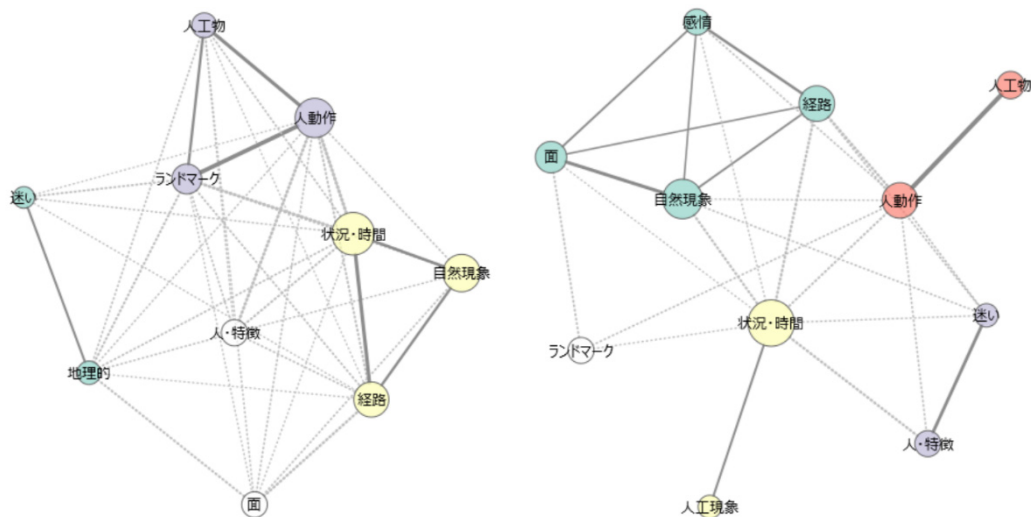 人工物
人動作
ランドマーク
迷い
状況・時間
自然現象
人・特徴
地理的
経路
面
感情
人工物
経路
面
自然現象
人動作
状況・時間
迷い
ランドマーク
人・特徴
人工現象